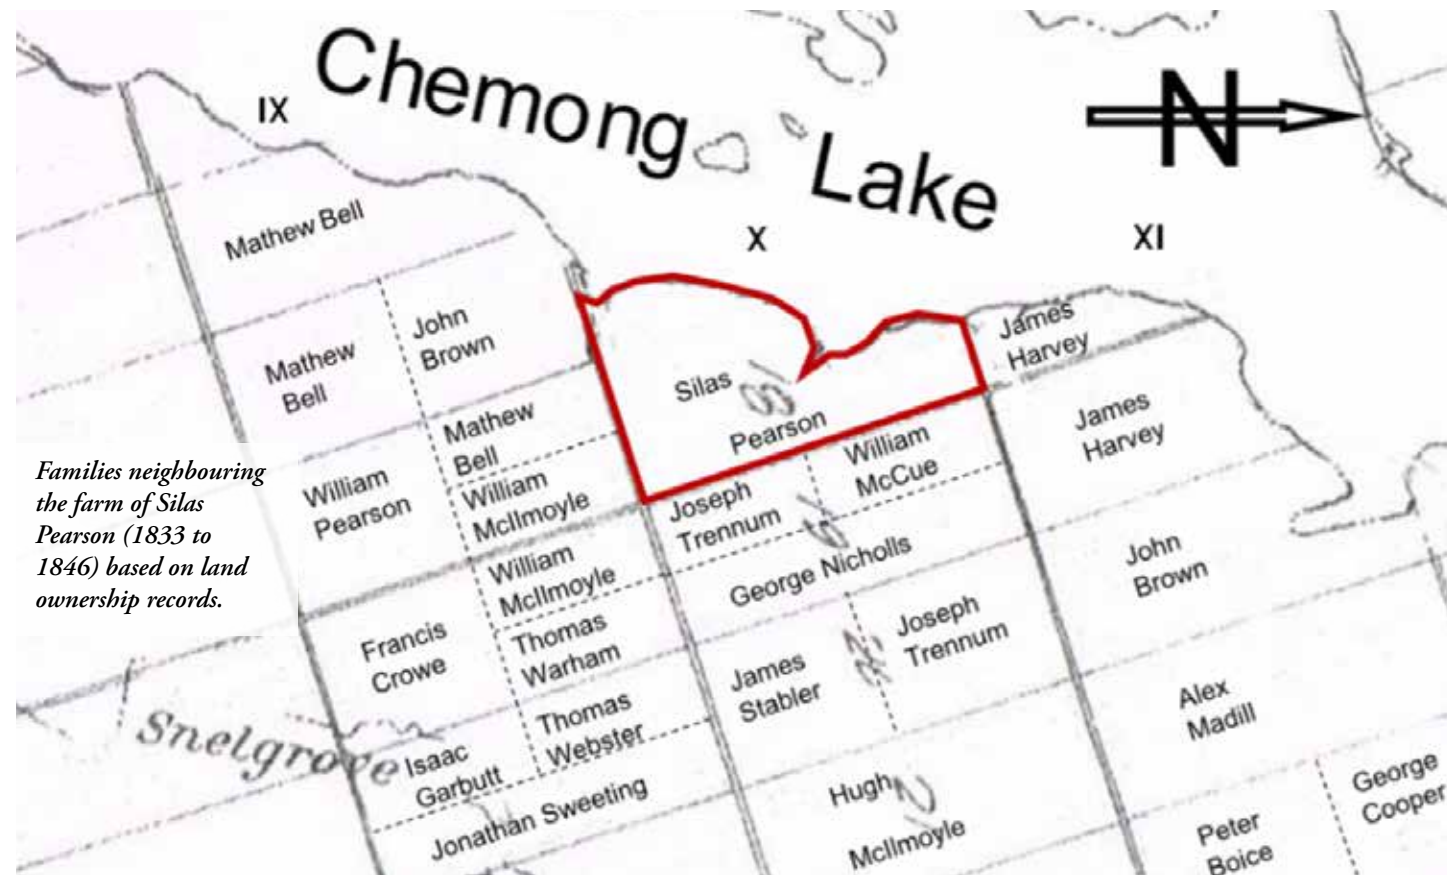 Chemong
Lake
N
IX
X
XI
Mathew Bell
Mathew
Bell
John
Brown
Mathew
Bell
William
Pearson
William
McIlmoyle
William
McIlmoyle
Francis
Crowe
Thomas
Warham
Thomas
Webster
Isaac
Garbutt
Jonathan Sweeting
Snelgrove
Silas
Pearson
Joseph
Trennum
William
McCue
George Nicholls
James
Stabler
Joseph
Trennum
Hugh
McIlmoyle
James
Harvey
James
Harvey
John
Brown
Alex
Madill
Peter
Boice
George
Cooper
Families neighbouring
the farm of Silas
Pearson (1833 to
1846) based on land
ownership records.